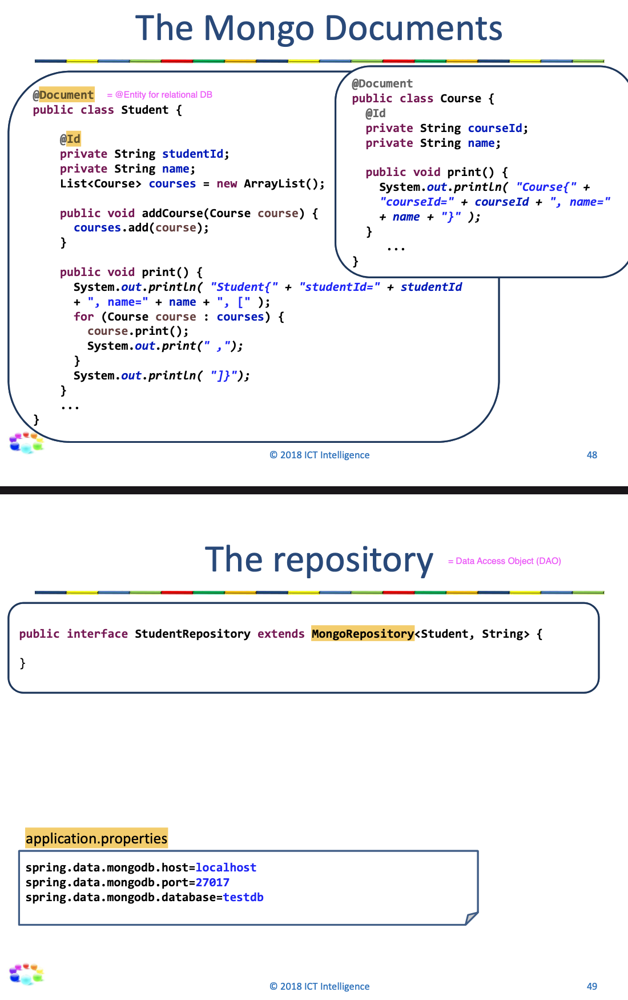 The Mongo Documents
@Document = @Entity for relational DB
public class Student {
@Id
private String studentId;
private String name;
List<Course> courses = new ArrayList();
public void addCourse(Course course) {
courses.add(course);
}
public void print() {
System.out.println( "Student{" + "studentId=" + studentId
+ ", name=" + name + ", [" );
for (Course course : courses) {
course.print();
System.out.print(" ,");
}
System.out.println( "]}");
}
...
}
@Document
public class Course {
@Id
private String courseId;
private String name;
public void print() {
System.out.println( "Course{" +
"courseId=" + courseId + ", name="
+ name + "}" );
}
...
}
© 2018 ICT Intelligence
48
The repository = Data Access Object (DAO)
public interface StudentRepository extends MongoRepository<Student, String> {
}
application.properties
spring.data.mongodb.host=localhost
spring.data.mongodb.port=27017
spring.data.mongodb.database=testdb
© 2018 ICT Intelligence
49